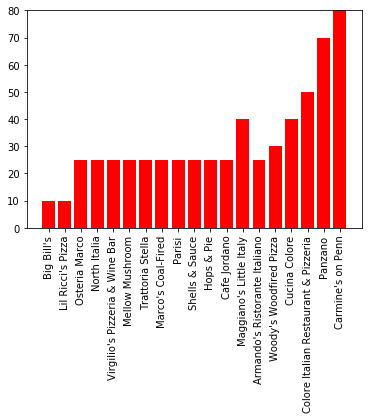 80
70
60
50
40
30
20
10
0
Big Bill's
Lil Ricci's Pizza
Osteria Marco
North Italia
Virgilio's Pizzeria & Wine Bar
Mellow Mushroom
Trattoria Stella
Marco's Coal-Fired
Parisi
Shells & Sauce
Hops & Pie
Cafe Jordano
Maggiano's Little Italy
Armando's Ristorante Italiano
Woody's Woodfired Pizza
Cucina Colore
Colore Italian Restaurant & Pizzeria
Panzano
Carmine's on Penn